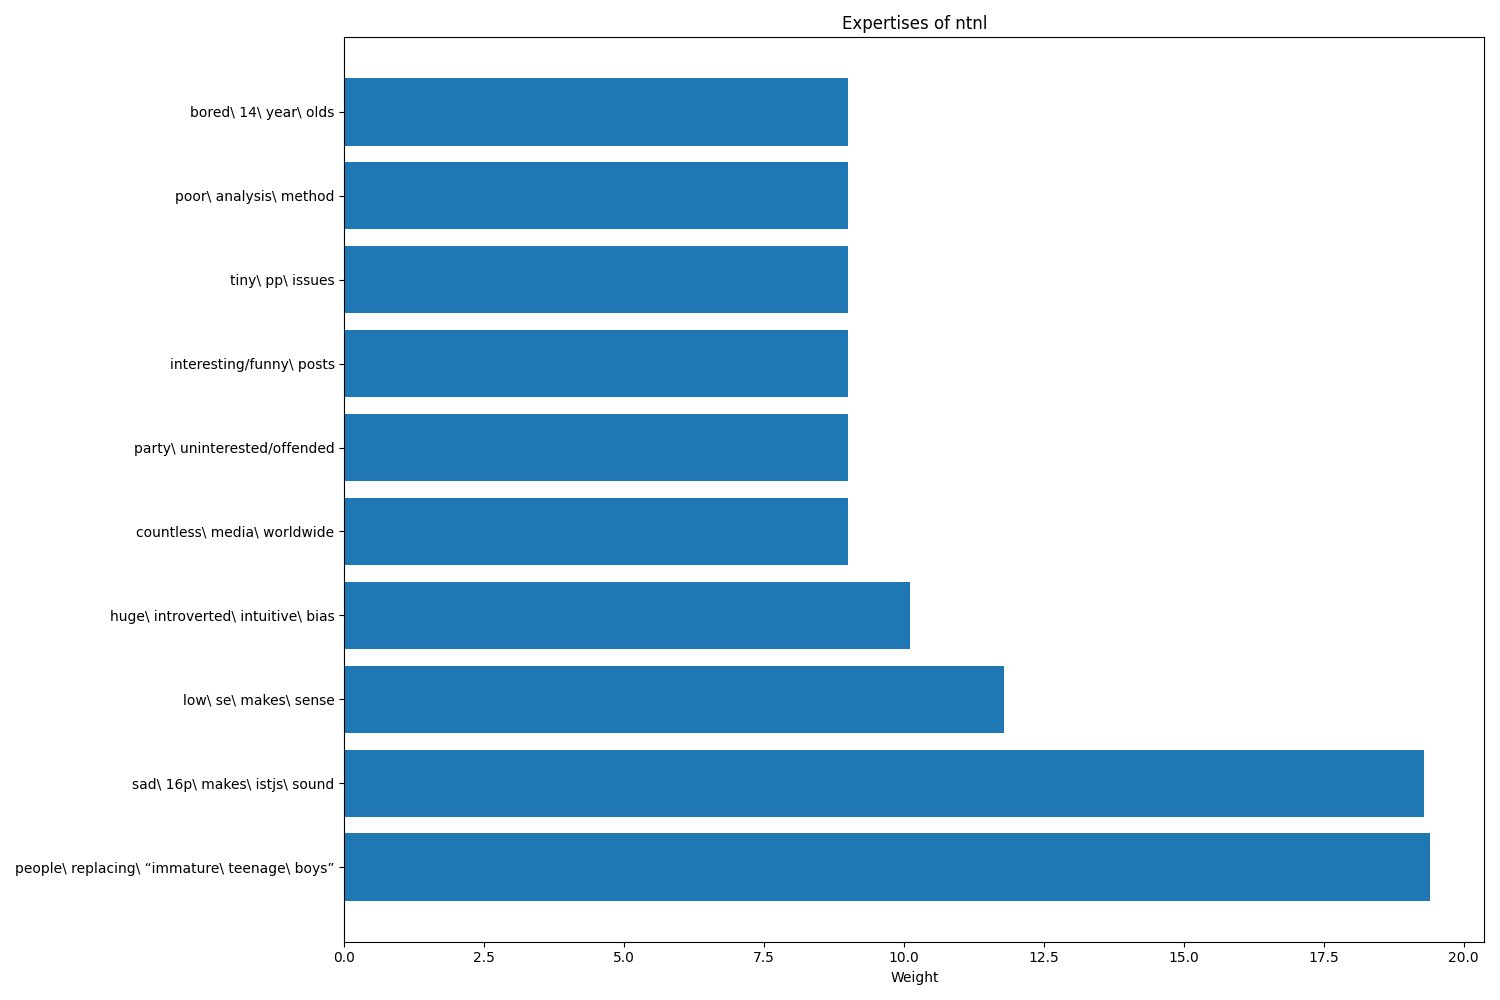 Expertises of ntnl
bored\ 14\ year\ olds
poor\ analysis\ method
tiny\ pp\ issues
interesting/funny\ posts
party\ uninterested/offended
countless\ media\ worldwide
huge\ introverted\ intuitive\ bias
low\ se\ makes\ sense
sad\ 16p\ makes\ istjs\ sound
people\ replacing\ “immature\ teenage\ boys”
0.0 2.5 5.0 7.5 10.0 12.5 15.0 17.5 20.0
Weight